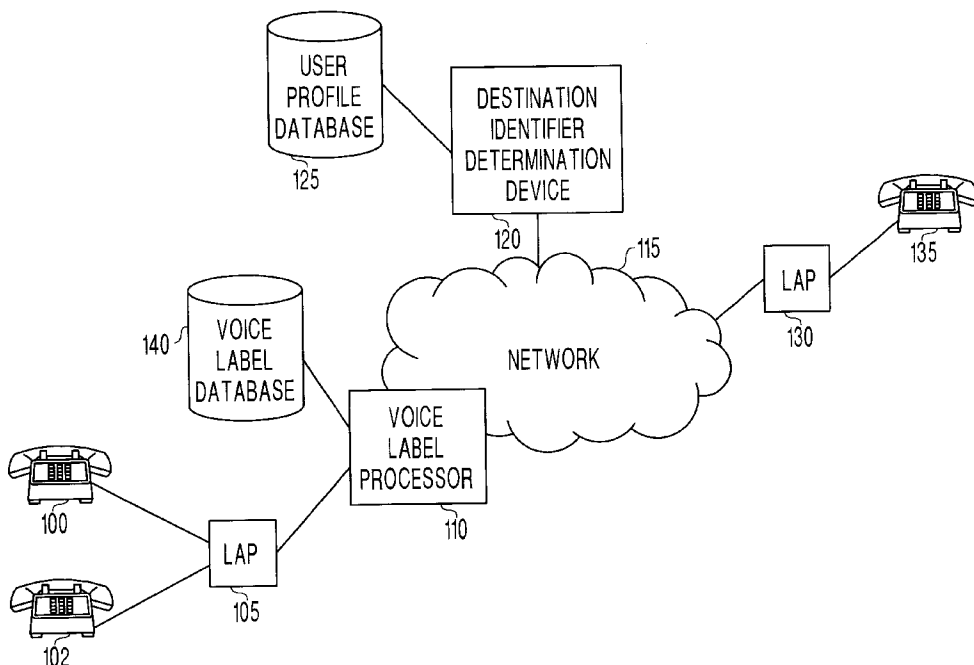 USER
PROFILE
DATABASE
125
DESTINATION
IDENTIFIER
DETERMINATION
DEVICE
120
115
135
LAP
130
NETWORK
140
VOICE
LABEL
DATABASE
VOICE
LABEL
PROCESSOR
110
100
LAP
105
102